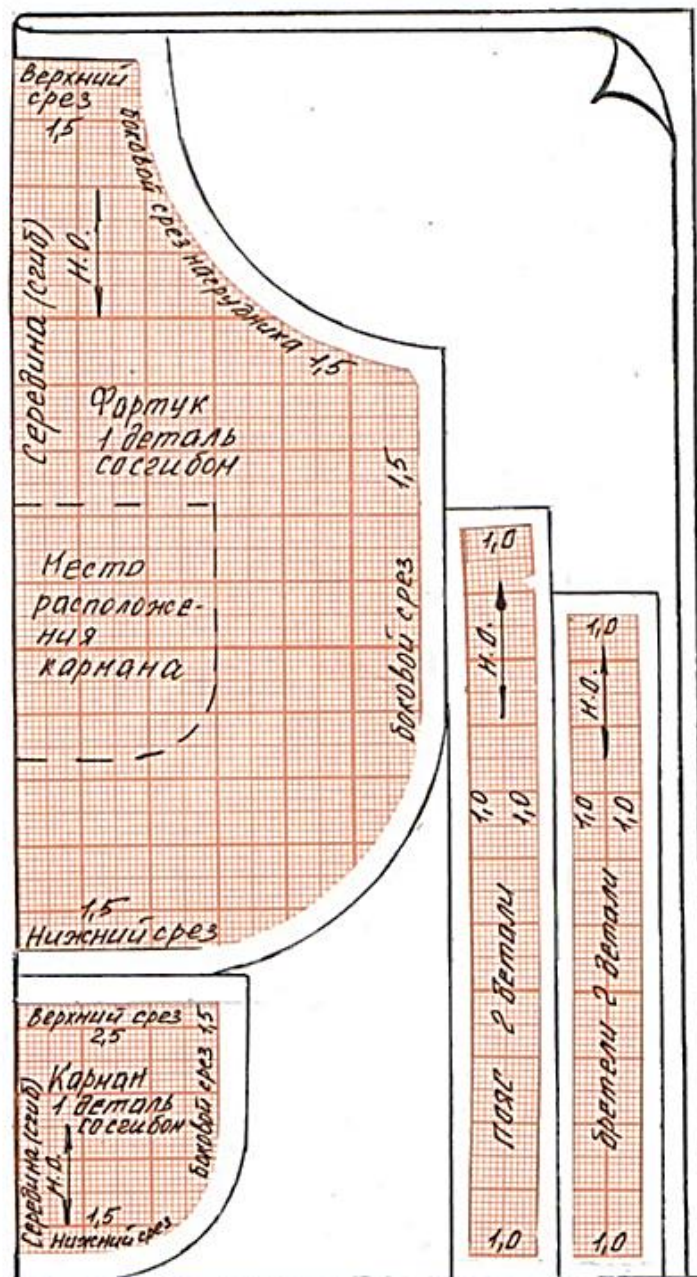 Верхний
срез
1,5
боковой срез нагрудника 1,5
Середина (сгиб)
Н.О.
Фартук
1 деталь
со сгибом
1,5
боковой срез
Место
расположе-
ния
кармана
1,5
Нижний срез
Верхний срез
2,5
боковой срез 1,5
Карман
1 деталь
со сгибом
Середина (сгиб)
Н.О.
1,5
Нижний срез
1,0
Н.О.
1,0 1,0
пояс 2 детали
1,0
1,0
Н.О.
1,0 1,0
бретели 2 детали
1,0